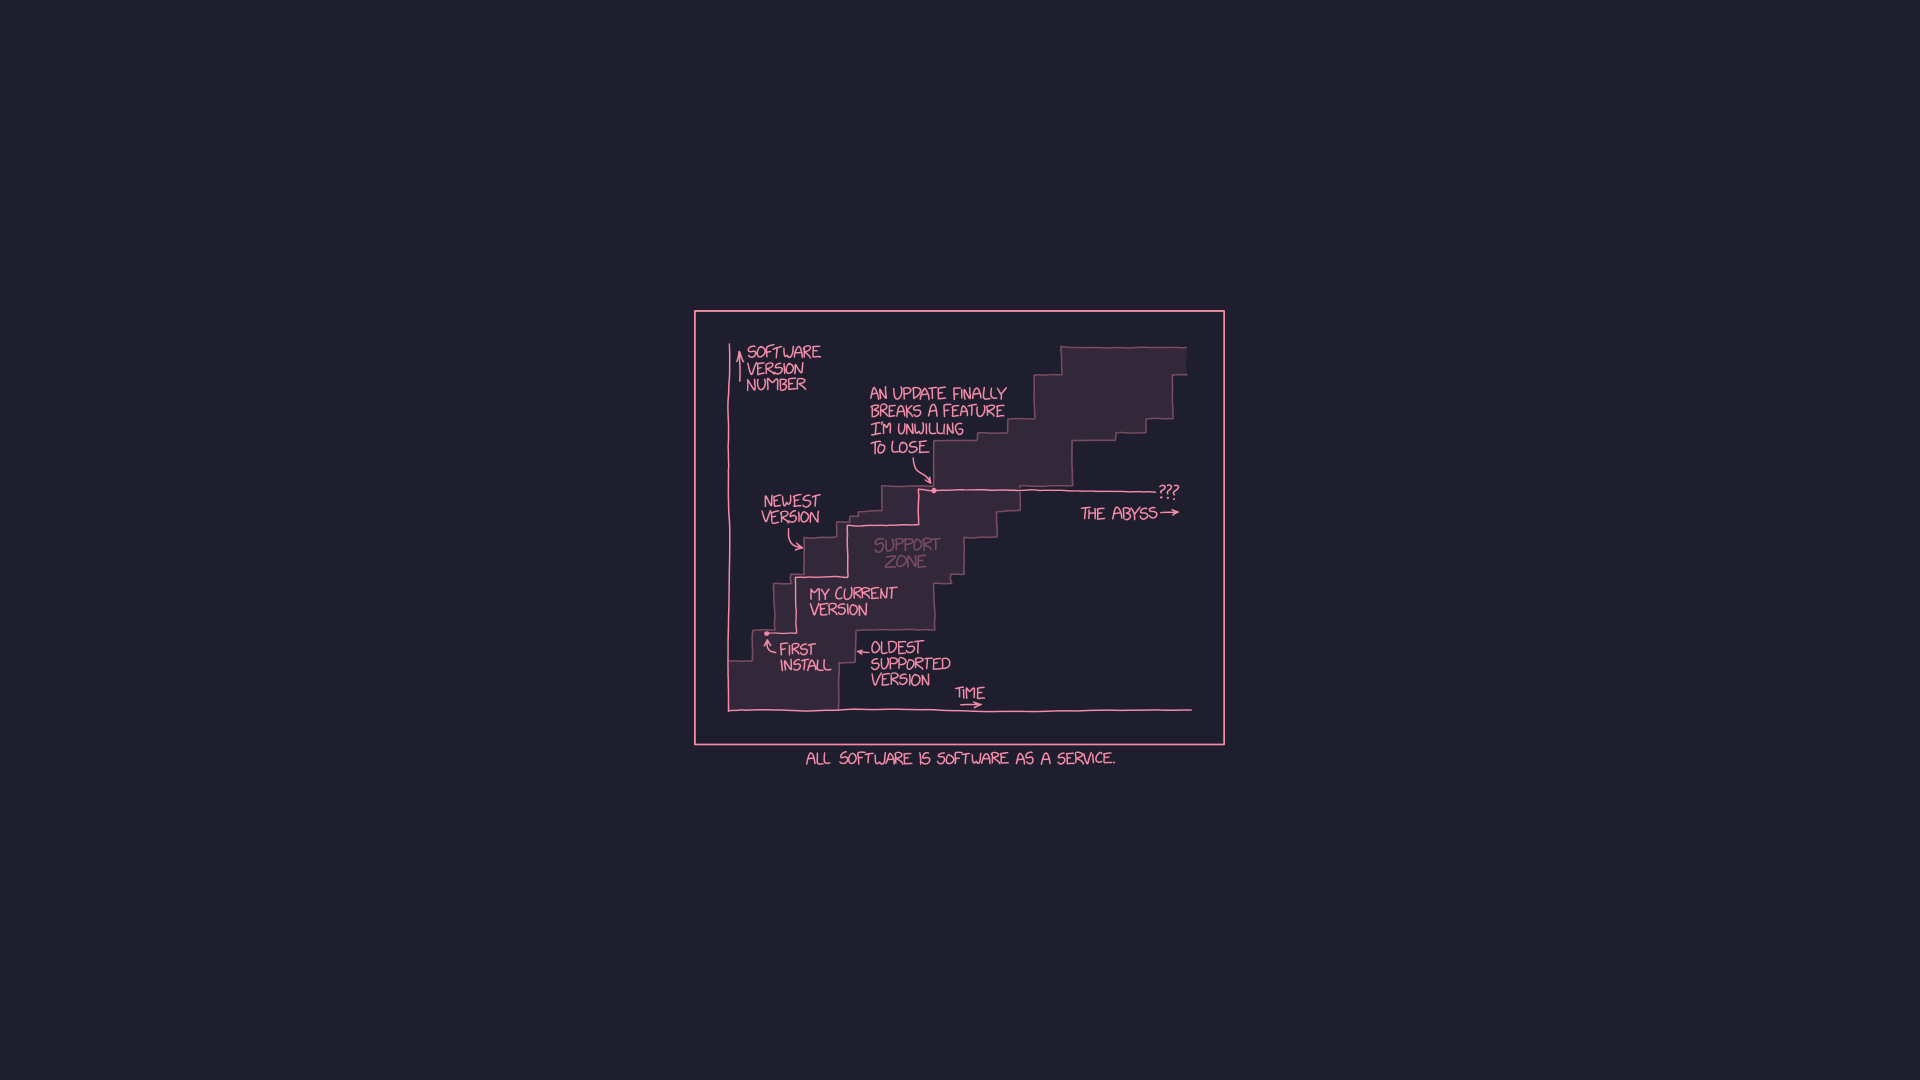 SOFTWARE
VERSION
NUMBER
AN UPDATE FINALLY
BREAKS A FEATURE
I'M UNWILLING
TO LOSE
NEWEST
VERSION
???
THE ABYSS
SUPPORT
ZONE
MY CURRENT
VERSION
FIRST
INSTALL
OLDEST
SUPPORTED
VERSION
TIME
ALL SOFTWARE IS SOFTWARE AS A SERVICE.